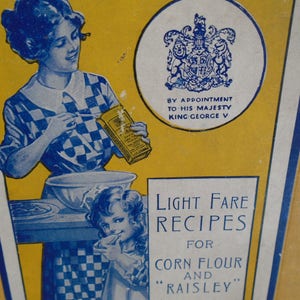 BY APPOINTMENT
TO HIS MAJESTY
KING GEORGE V
LIGHT FARE
RECIPES
FOR
CORN FLOUR
AND
"RAISLEY"